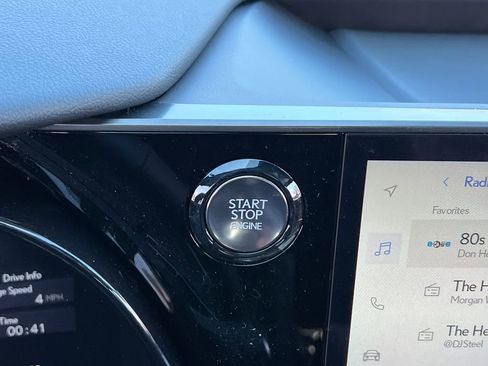 START
STOP
ENGINE
Drive Info
ge Speed
4 MPH
Time
00:41
Radi
Favorites
80s
Don He
The H
Morgan W
The He
@DJSteel